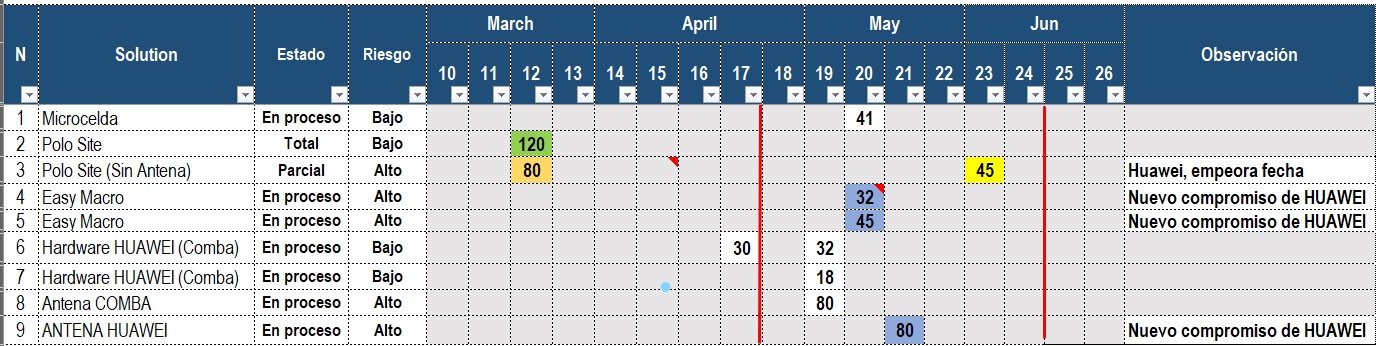 March April May Jun
N Solution Estado Riesgo Observación
10 11 12 13 14 15 16 17 18 19 20 21 22 23 24 25 26
1 Microcelda En proceso Bajo 41
2 Polo Site Total Bajo 120
3 Polo Site (Sin Antena) Parcial Alto 80 45 Huawei, empeora fecha
4 Easy Macro En proceso Alto 32 Nuevo compromiso de HUAWEI
5 Easy Macro En proceso Alto 45 Nuevo compromiso de HUAWEI
6 Hardware HUAWEI (Comba) En proceso Bajo 30 32
7 Hardware HUAWEI (Comba) En proceso Bajo 18
8 Antena COMBA En proceso Alto 80
9 ANTENA HUAWEI En proceso Alto 80 Nuevo compromiso de HUAWEI